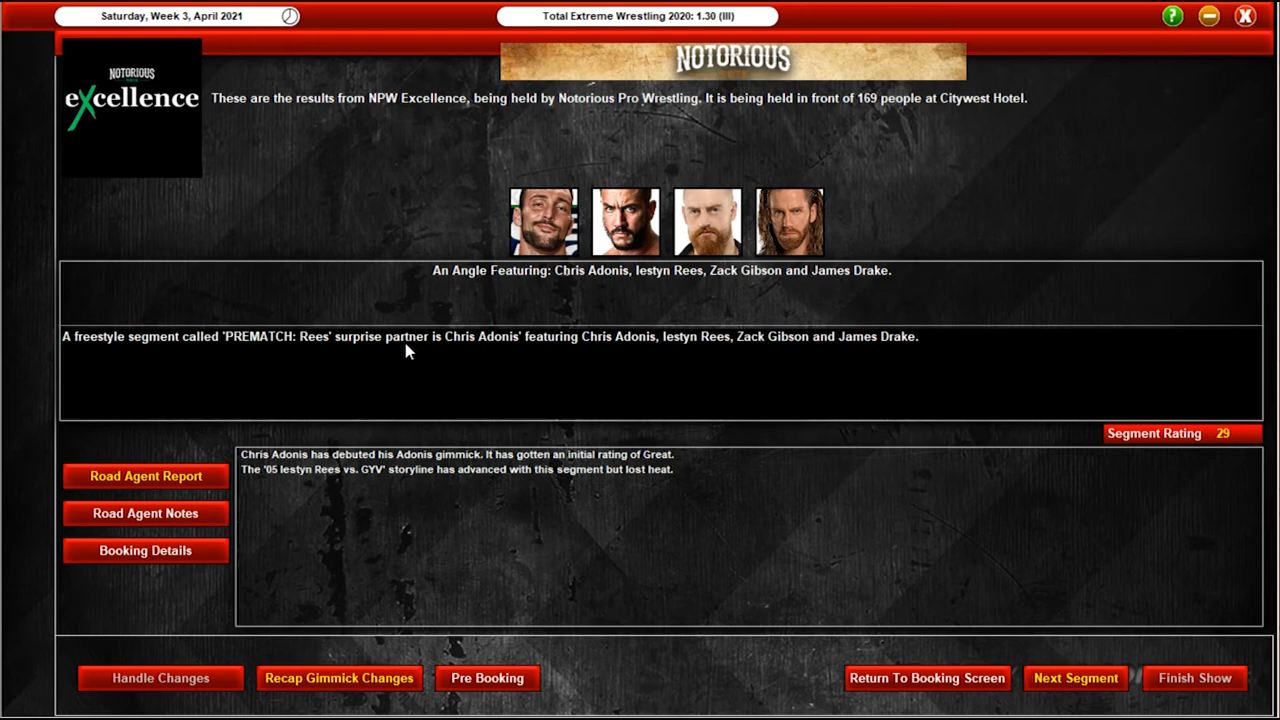 Saturday, Week 3, April 2021
Total Extreme Wrestling 2020: 1.30 (III)
?
X
NOTORIOUS
NOTORIOUS
eXcellence
These are the results from NPW Excellence, being held by Notorious Pro Wrestling. It is being held in front of 169 people at Citywest Hotel.
An Angle Featuring: Chris Adonis, Iestyn Rees, Zack Gibson and James Drake.
A freestyle segment called 'PREMATCH: Rees' surprise partner is Chris Adonis' featuring Chris Adonis, Iestyn Rees, Zack Gibson and James Drake.
Segment Rating 29
Chris Adonis has debuted his Adonis gimmick. It has gotten an initial rating of Great.
The '05 Iestyn Rees vs. GYV' storyline has advanced with this segment but lost heat.
Road Agent Report
Road Agent Notes
Booking Details
Handle Changes
Recap Gimmick Changes
Pre Booking
Return To Booking Screen
Next Segment
Finish Show